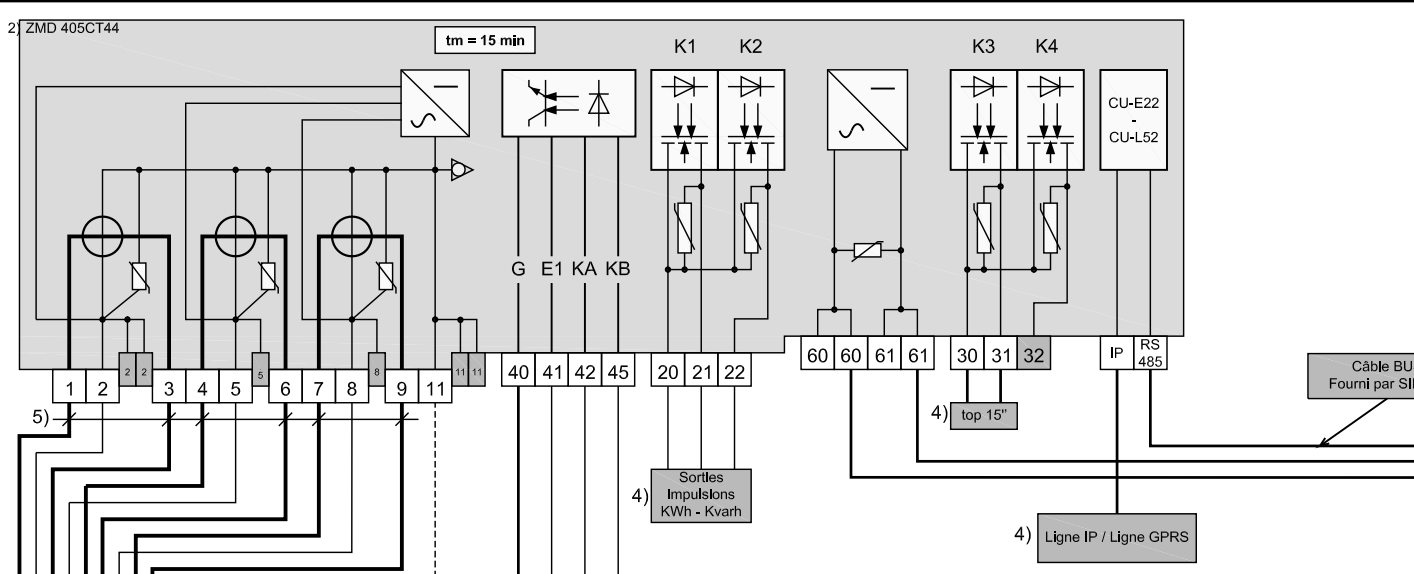 2) ZMD 405CT44
tm = 15 min
K1 K2 K3 K4
CU-E22
-
CU-L52
G E1 KA KB
1 2 2 2 3 4 5 5 6 7 8 8 9 11 11 11
40 41 42 45
20 21 22
60 60 61 61
30 31 32
IP RS
485
5)
4) top 15"
Câble BU
Fourni par SI
4) Sorties
Impulsions
KWh - Kvarh
4) Ligne IP / Ligne GPRS